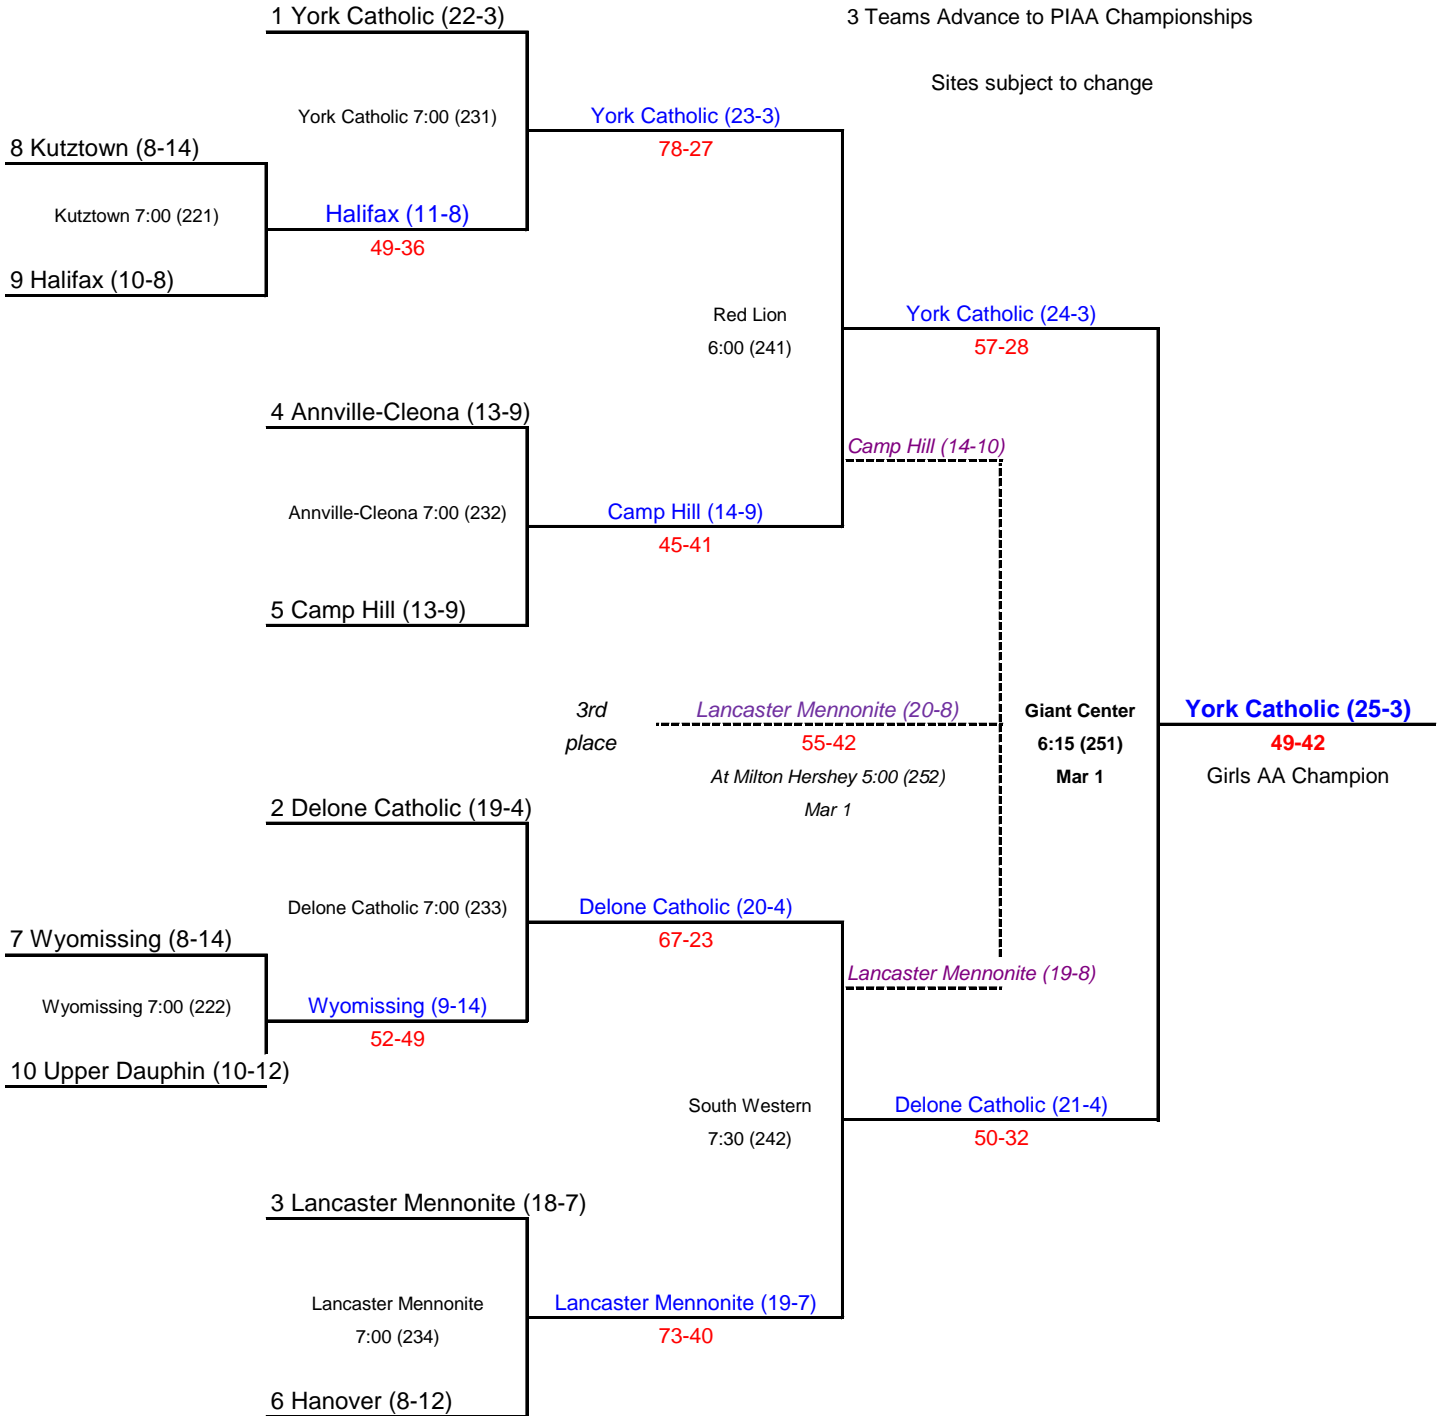 1 York Catholic (22-3)
3 Teams Advance to PIAA Championships
Sites subject to change
York Catholic 7:00 (231)
York Catholic (23-3)
78-27
8 Kutztown (8-14)
Kutztown 7:00 (221)
Halifax (11-8)
49-36
9 Halifax (10-8)
Red Lion
6:00 (241)
York Catholic (24-3)
57-28
4 Annville-Cleona (13-9)
Camp Hill (14-10)
Annville-Cleona 7:00 (232)
Camp Hill (14-9)
45-41
5 Camp Hill (13-9)
3rd
place
Lancaster Mennonite (20-8)
55-42
At Milton Hershey 5:00 (252)
Mar 1
Giant Center
6:15 (251)
Mar 1
York Catholic (25-3)
49-42
Girls AA Champion
2 Delone Catholic (19-4)
Delone Catholic 7:00 (233)
Delone Catholic (20-4)
67-23
7 Wyomissing (8-14)
Lancaster Mennonite (19-8)
Wyomissing 7:00 (222)
Wyomissing (9-14)
52-49
10 Upper Dauphin (10-12)
South Western
7:30 (242)
Delone Catholic (21-4)
50-32
3 Lancaster Mennonite (18-7)
Lancaster Mennonite
7:00 (234)
Lancaster Mennonite (19-7)
73-40
6 Hanover (8-12)